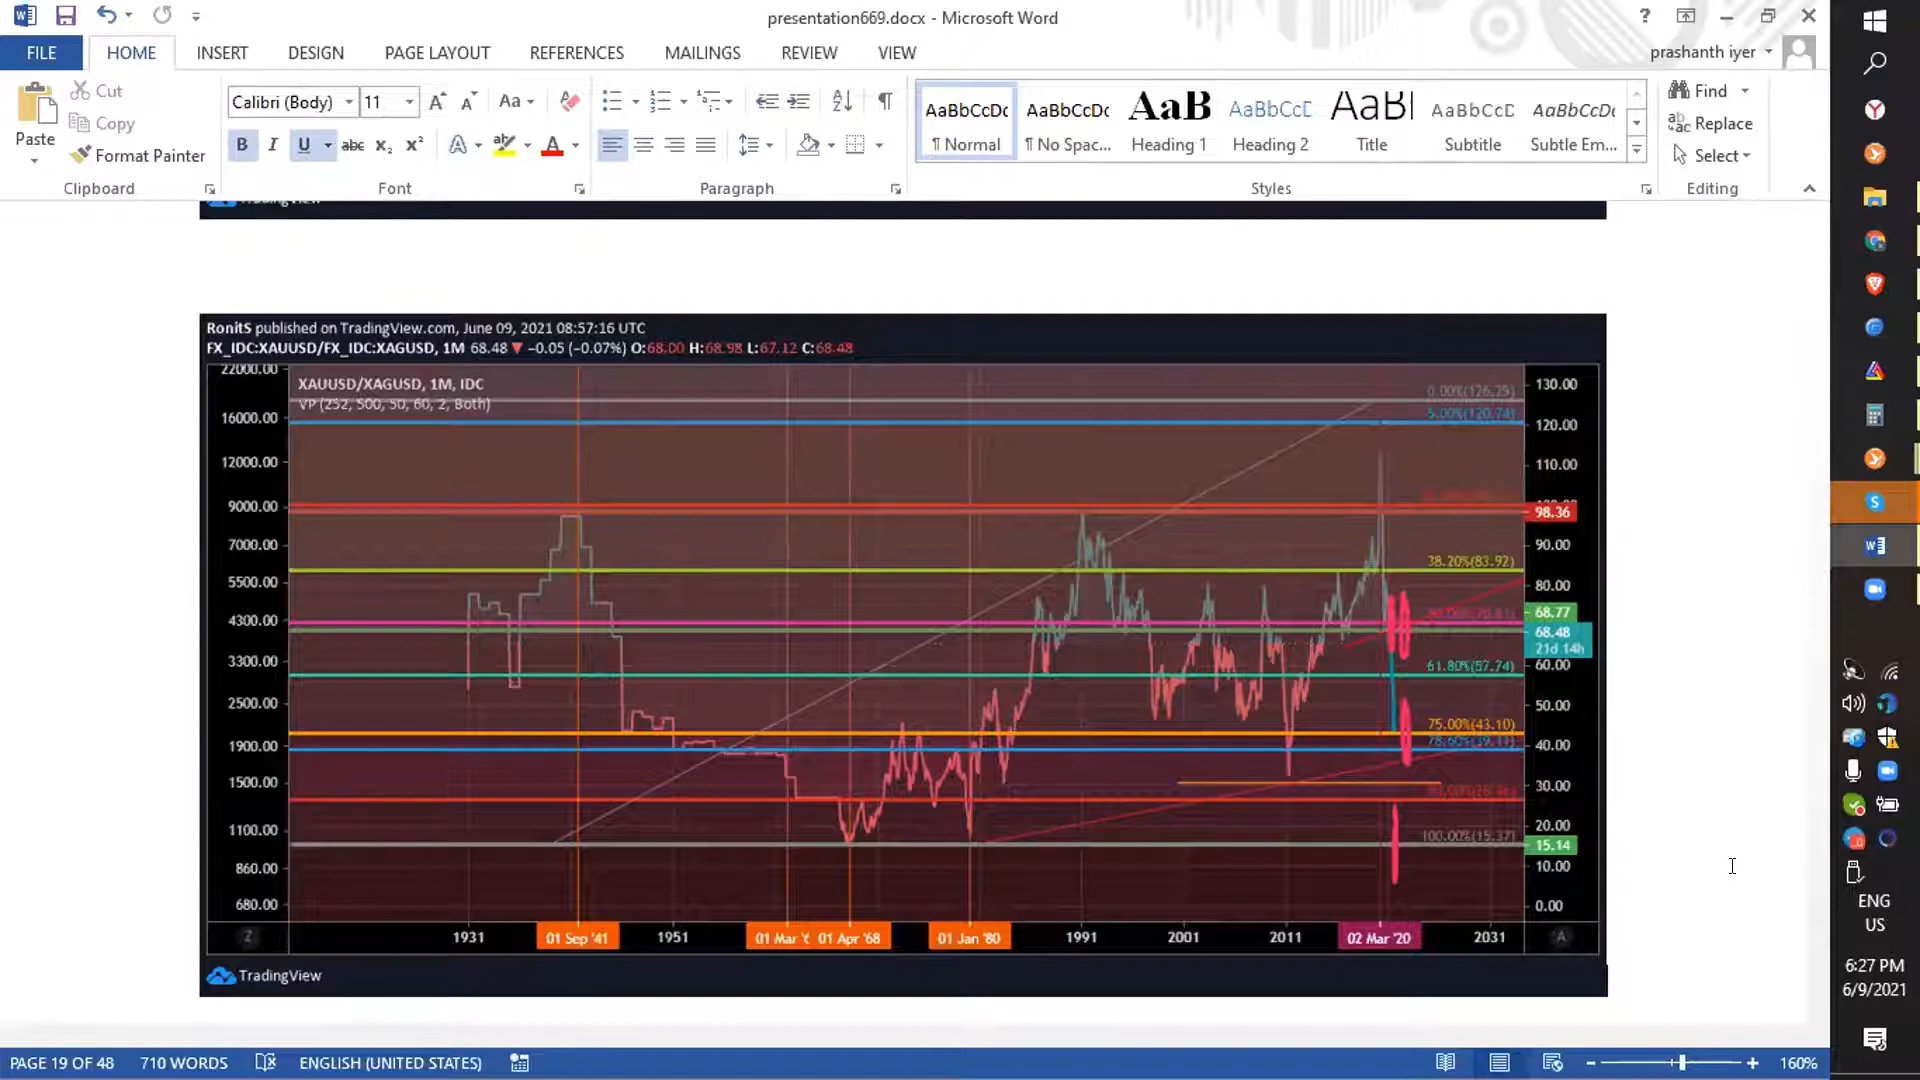 presentation669.docx - Microsoft Word
FILE HOME INSERT DESIGN PAGE LAYOUT REFERENCES MAILINGS REVIEW VIEW prashanth iyer
Cut
Copy
Format Painter
Paste
Calibri (Body) 11
AaBbCcDc AaBbCcDc AaB AaBbCcD AaB AaBbCcD AaBbCcDc
¶ Normal ¶ No Spac... Heading 1 Heading 2 Title Subtitle Subtle Em...
Find
Replace
Select
Clipboard Font Paragraph Styles Editing
TradingView
RonitS published on TradingView.com, June 09, 2021 08:57:16 UTC
FX_IDC:XAUUSD/FX_IDC:XAGUSD, 1M 68.48 ▼ −0.05 (−0.07%) O:68.00 H:68.98 L:67.12 C:68.48
XAUUSD/XAGUSD, 1M, IDC
VP (252, 500, 50, 60, 2, Both)
22000.00
16000.00
12000.00
9000.00
7000.00
5500.00
4300.00
3300.00
2500.00
1900.00
1500.00
1100.00
860.00
680.00
0.00%(126.29)
5.00%(120.74)
38.20%(83.92)
61.80%(57.74)
75.00%(43.10)
78.60%(39.11)
100.00%(15.37)
130.00
120.00
110.00
98.36
90.00
80.00
68.77
68.48
21d 14h
60.00
50.00
40.00
30.00
20.00
15.14
10.00
0.00
Z 1931 01 Sep '41 1951 01 Apr '68 01 Jan '80 1991 2001 2011 02 Mar '20 2031 A
TradingView
ENG
US
6:27 PM
6/9/2021
PAGE 19 OF 48 710 WORDS ENGLISH (UNITED STATES) 160%